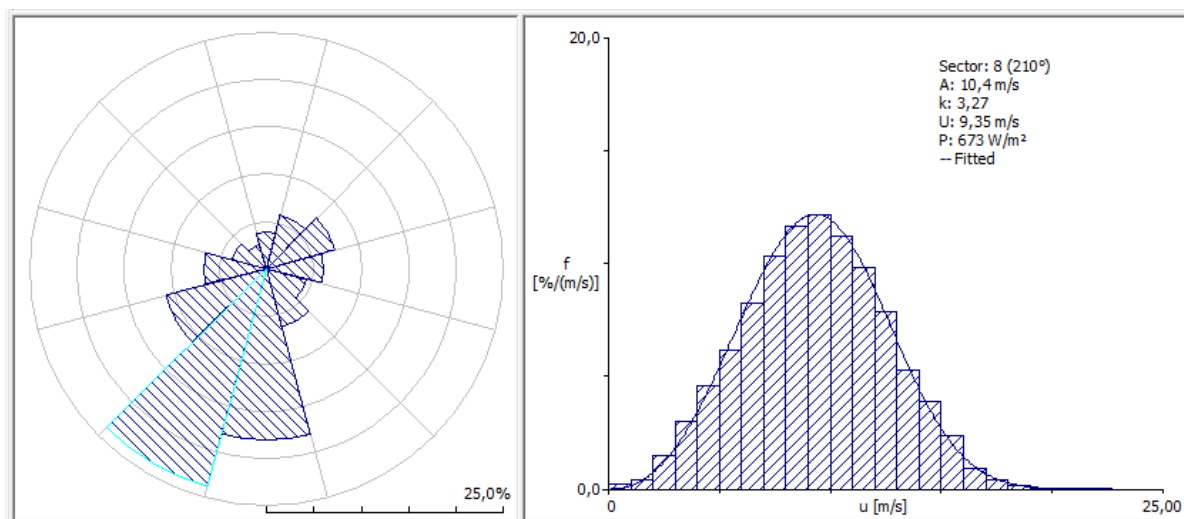 25,0%
20,0
Sector: 8 (210°)
A: 10,4 m/s
k: 3,27
U: 9,35 m/s
P: 673 W/m²
-- Fitted
f
[%/(m/s)]
0,0
0
u [m/s]
25,00